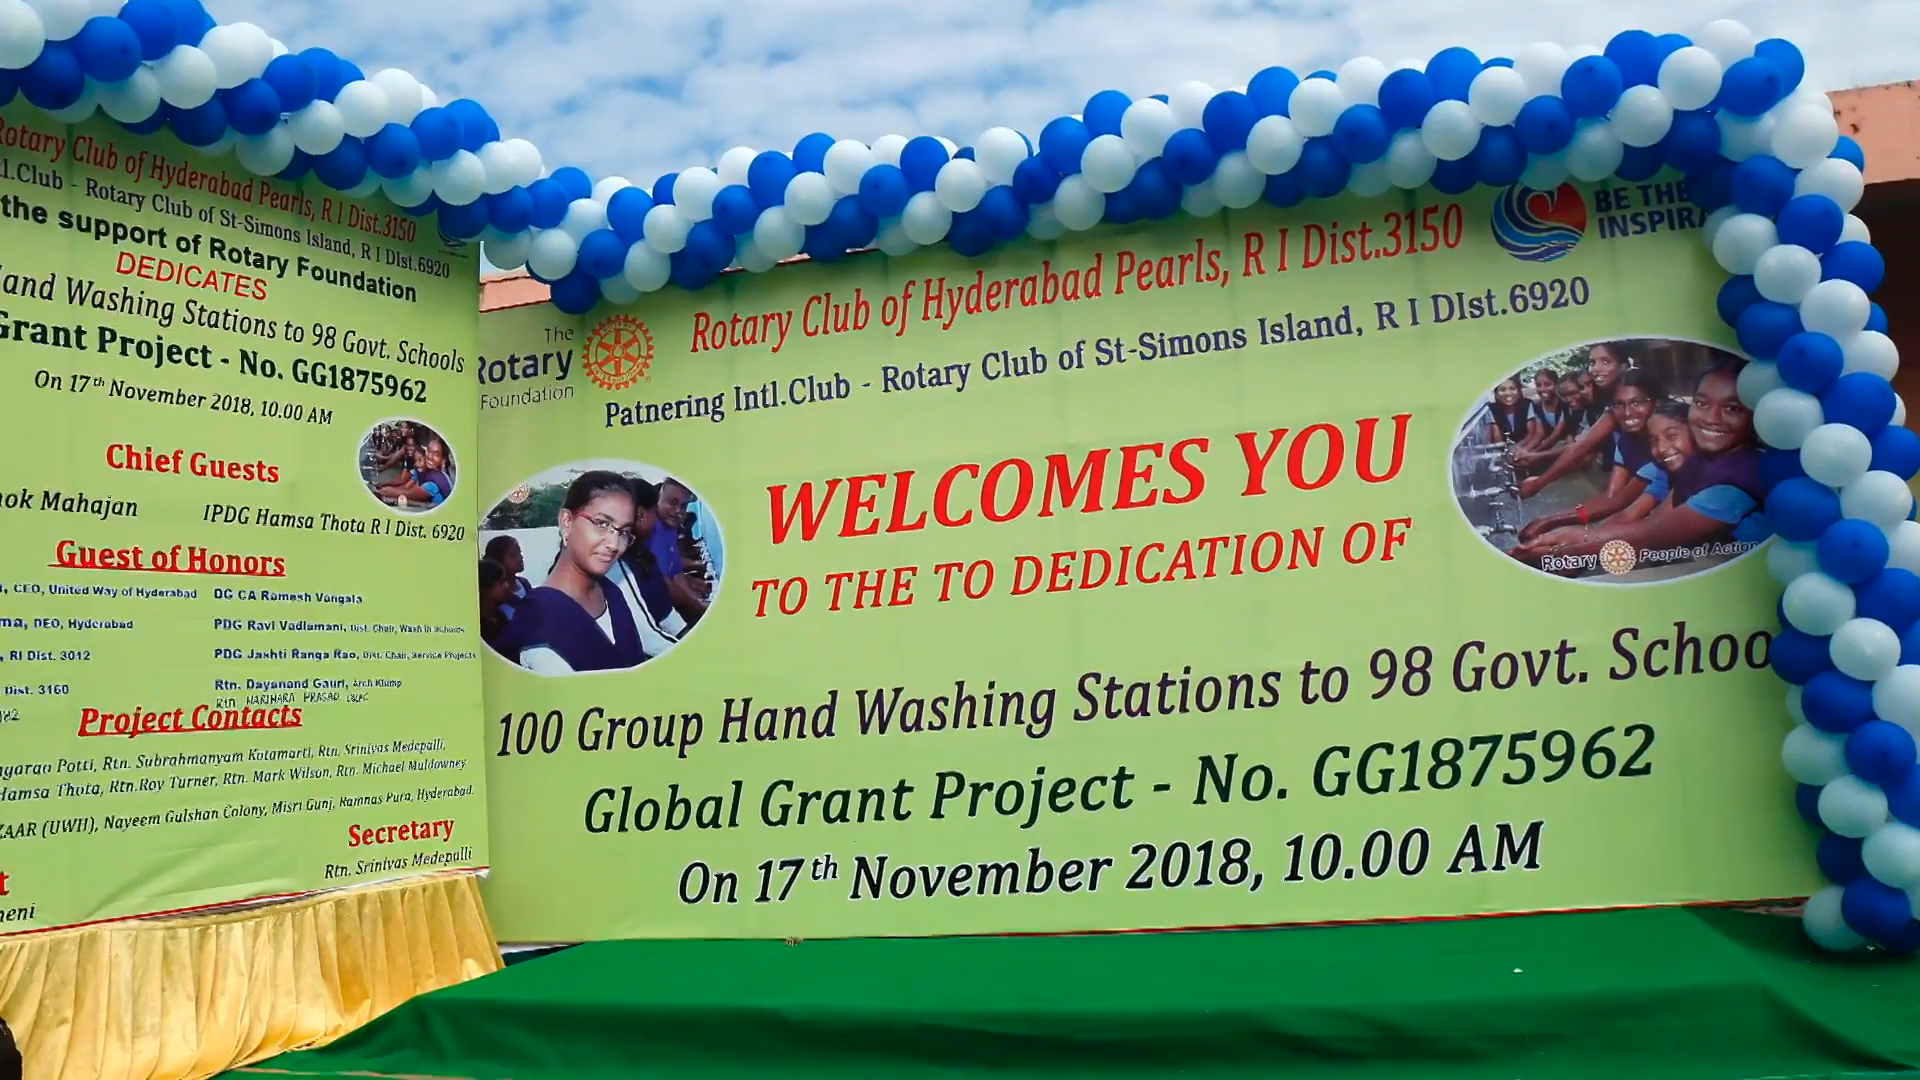 Rotary Club of Hyderabad Pearls, R I Dist.3150
l.Club - Rotary Club of St-Simons Island, R I DIst.6920
the support of Rotary Foundation
DEDICATES
and Washing Stations to 98 Govt. Schools
Grant Project - No. GG1875962
On 17th November 2018, 10.00 AM
Chief Guests
ok Mahajan IPDG Hamsa Thota R I Dist. 6920
Guest of Honors
, CEO, United Way of Hyderabad DG CA Ramesh Vangala
ma, DEO, Hyderabad PDG Ravi Vadlamani, Dist. Chair, Wash in Schools
, RI Dist. 3012 PDG Jashti Ranga Rao, Dist. Chair, Service Projects
Dist. 3160 Rtn. Dayanand Gauri, Arch Klump
Rtn HARIHARA PRASAD
Project Contacts
garao Potti, Rtn. Subrahmanyam Kotamarti, Rtn. Srinivas Medepalli,
Hamsa Thota, Rtn.Roy Turner, Rtn. Mark Wilson, Rtn. Michael Muldowney
ZAAR (UWH), Nayeem Gulshan Colony, Misri Gunj, Ramnas Pura, Hyderabad.
Secretary
Rtn. Srinivas Medepalli
The
Rotary
Foundation
Rotary Club of Hyderabad Pearls, R I Dist.3150
BE THE
INSPIRA
Patnering Intl.Club - Rotary Club of St-Simons Island, R I DIst.6920
WELCOMES YOU
TO THE TO DEDICATION OF
Rotary People of Action
100 Group Hand Washing Stations to 98 Govt. Schoo
Global Grant Project - No. GG1875962
On 17th November 2018, 10.00 AM